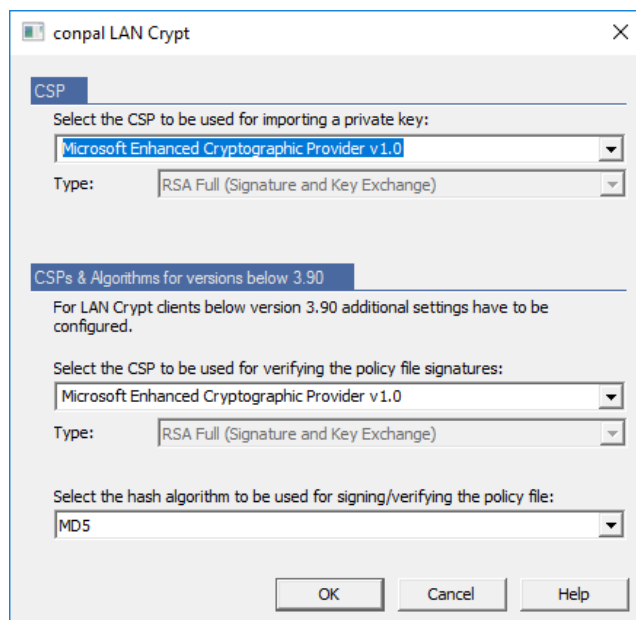 conpal LAN Crypt
CSP
Select the CSP to be used for importing a private key:
Microsoft Enhanced Cryptographic Provider v1.0
Type: RSA Full (Signature and Key Exchange)
CSPs & Algorithms for versions below 3.90
For LAN Crypt clients below version 3.90 additional settings have to be
configured.
Select the CSP to be used for verifying the policy file signatures:
Microsoft Enhanced Cryptographic Provider v1.0
Type: RSA Full (Signature and Key Exchange)
Select the hash algorithm to be used for signing/verifying the policy file:
MD5
OK Cancel Help